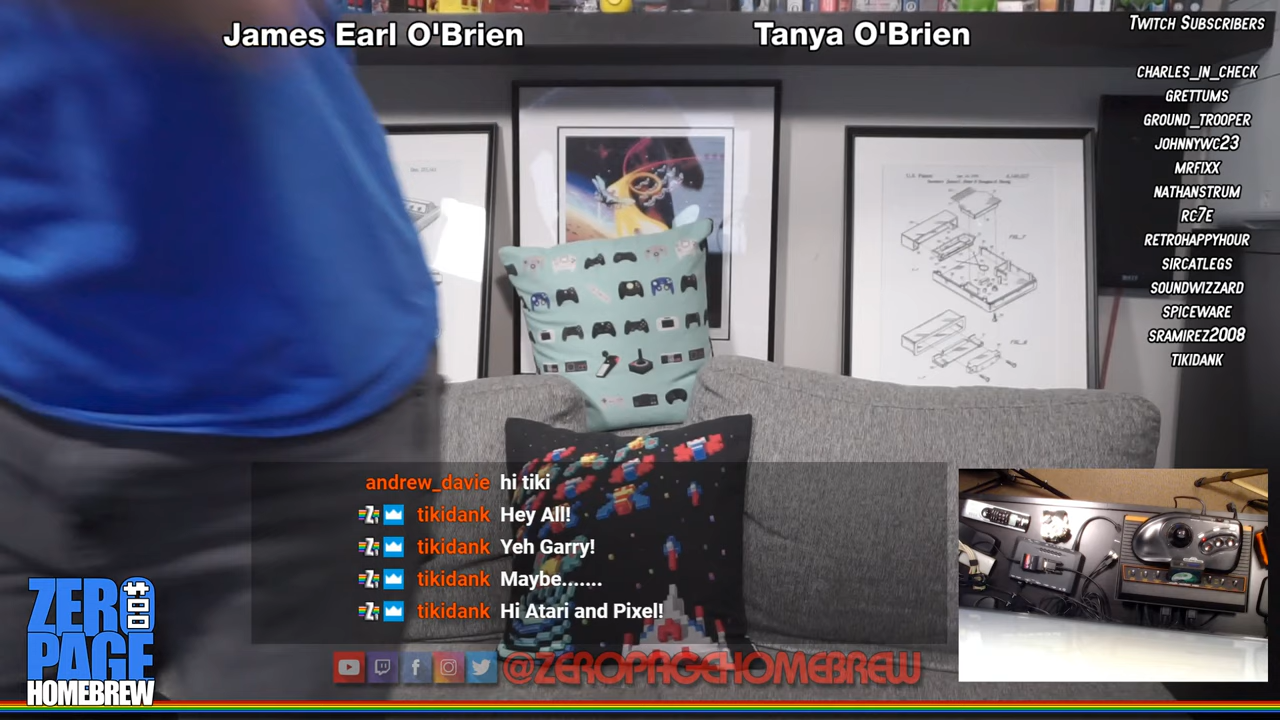 James Earl O'Brien
Tanya O'Brien
TWITCH SUBSCRIBERS
CHARLES_IN_CHECK
GRETTUMS
GROUND_TROOPER
JOHNNYWC23
MRFIXX
NATHANSTRUM
RC7E
RETROHAPPYHOUR
SIRCATLEGS
SOUNDWIZZARD
SPICEWARE
SRAMIREZ2008
TIKIDANK
andrew_davie hi tiki
tikidank Hey All!
tikidank Yeh Garry!
tikidank Maybe.......
tikidank Hi Atari and Pixel!
ZERO $00
PAGE
HOMEBREW
@ZEROPAGEHOMEBREW